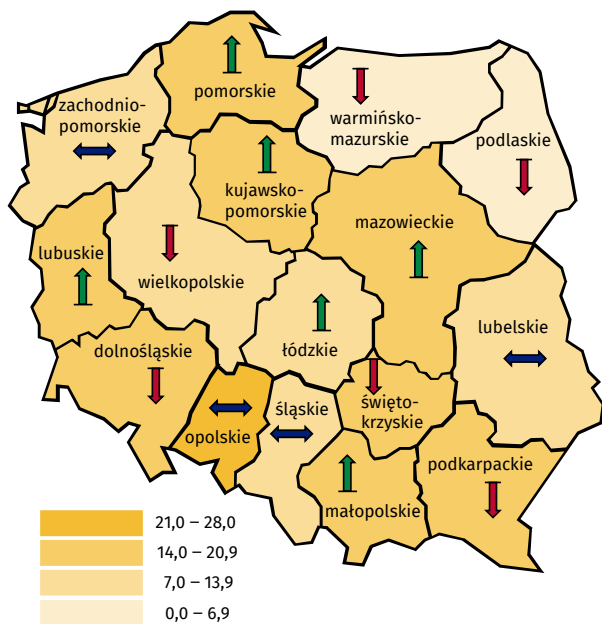 pomorskie
zachodnio-
pomorskie
warmińsko-
mazurskie
podlaskie
kujawsko-
pomorskie
mazowieckie
lubuskie
wielkopolskie
łódzkie
lubelskie
dolnośląskie
opolskie
śląskie
święto-
krzyskie
podkarpackie
małopolskie
21,0 – 28,0
14,0 – 20,9
7,0 – 13,9
0,0 – 6,9